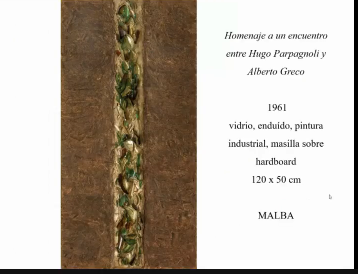 Homenaje a un encuentro
entre Hugo Parpagnoli y
Alberto Greco
1961
vidrio, enduído, pintura
industrial, masilla sobre
hardboard
120 x 50 cm
MALBA